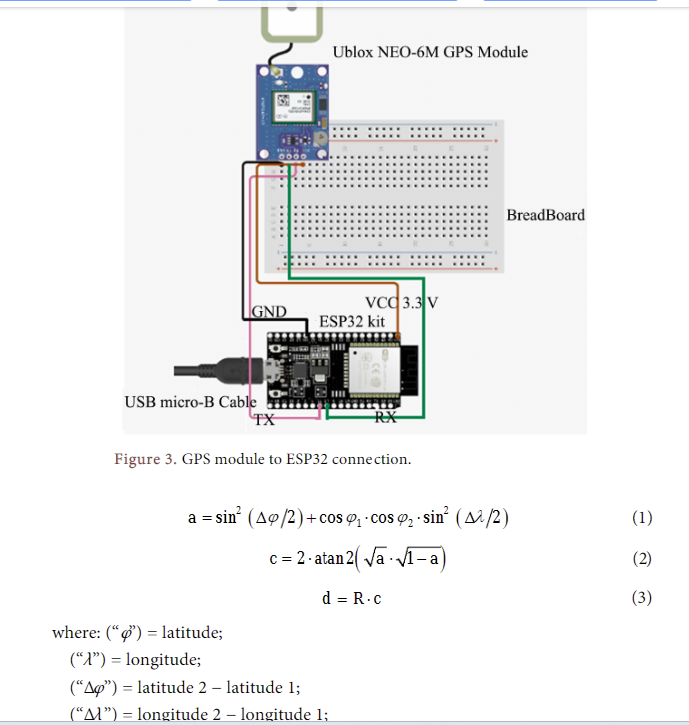 Ublox NEO-6M GPS Module
BreadBoard
VCC 3.3 V
GND
ESP32 kit
USB micro-B Cable
TX
RX
Figure 3. GPS module to ESP32 connection.
a = sin² (Δφ/2) + cos φ₁ · cos φ₂ · sin² (Δλ/2) (1)
c = 2 · atan2(√a · √1−a) (2)
d = R · c (3)
where: (“φ”) = latitude;
(“λ”) = longitude;
(“Δφ”) = latitude 2 − latitude 1;
(“Δλ”) = longitude 2 − longitude 1;